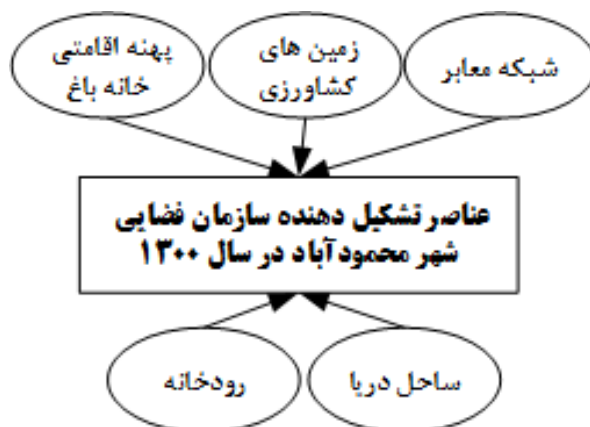 شبکه معابر
زمین های
کشاورزی
پهنه اقامتی
خانه باغ
عناصر تشکیل دهنده سازمان فضایی
شهر محمودآباد در سال ۱۳۰۰
ساحل دریا
رودخانه